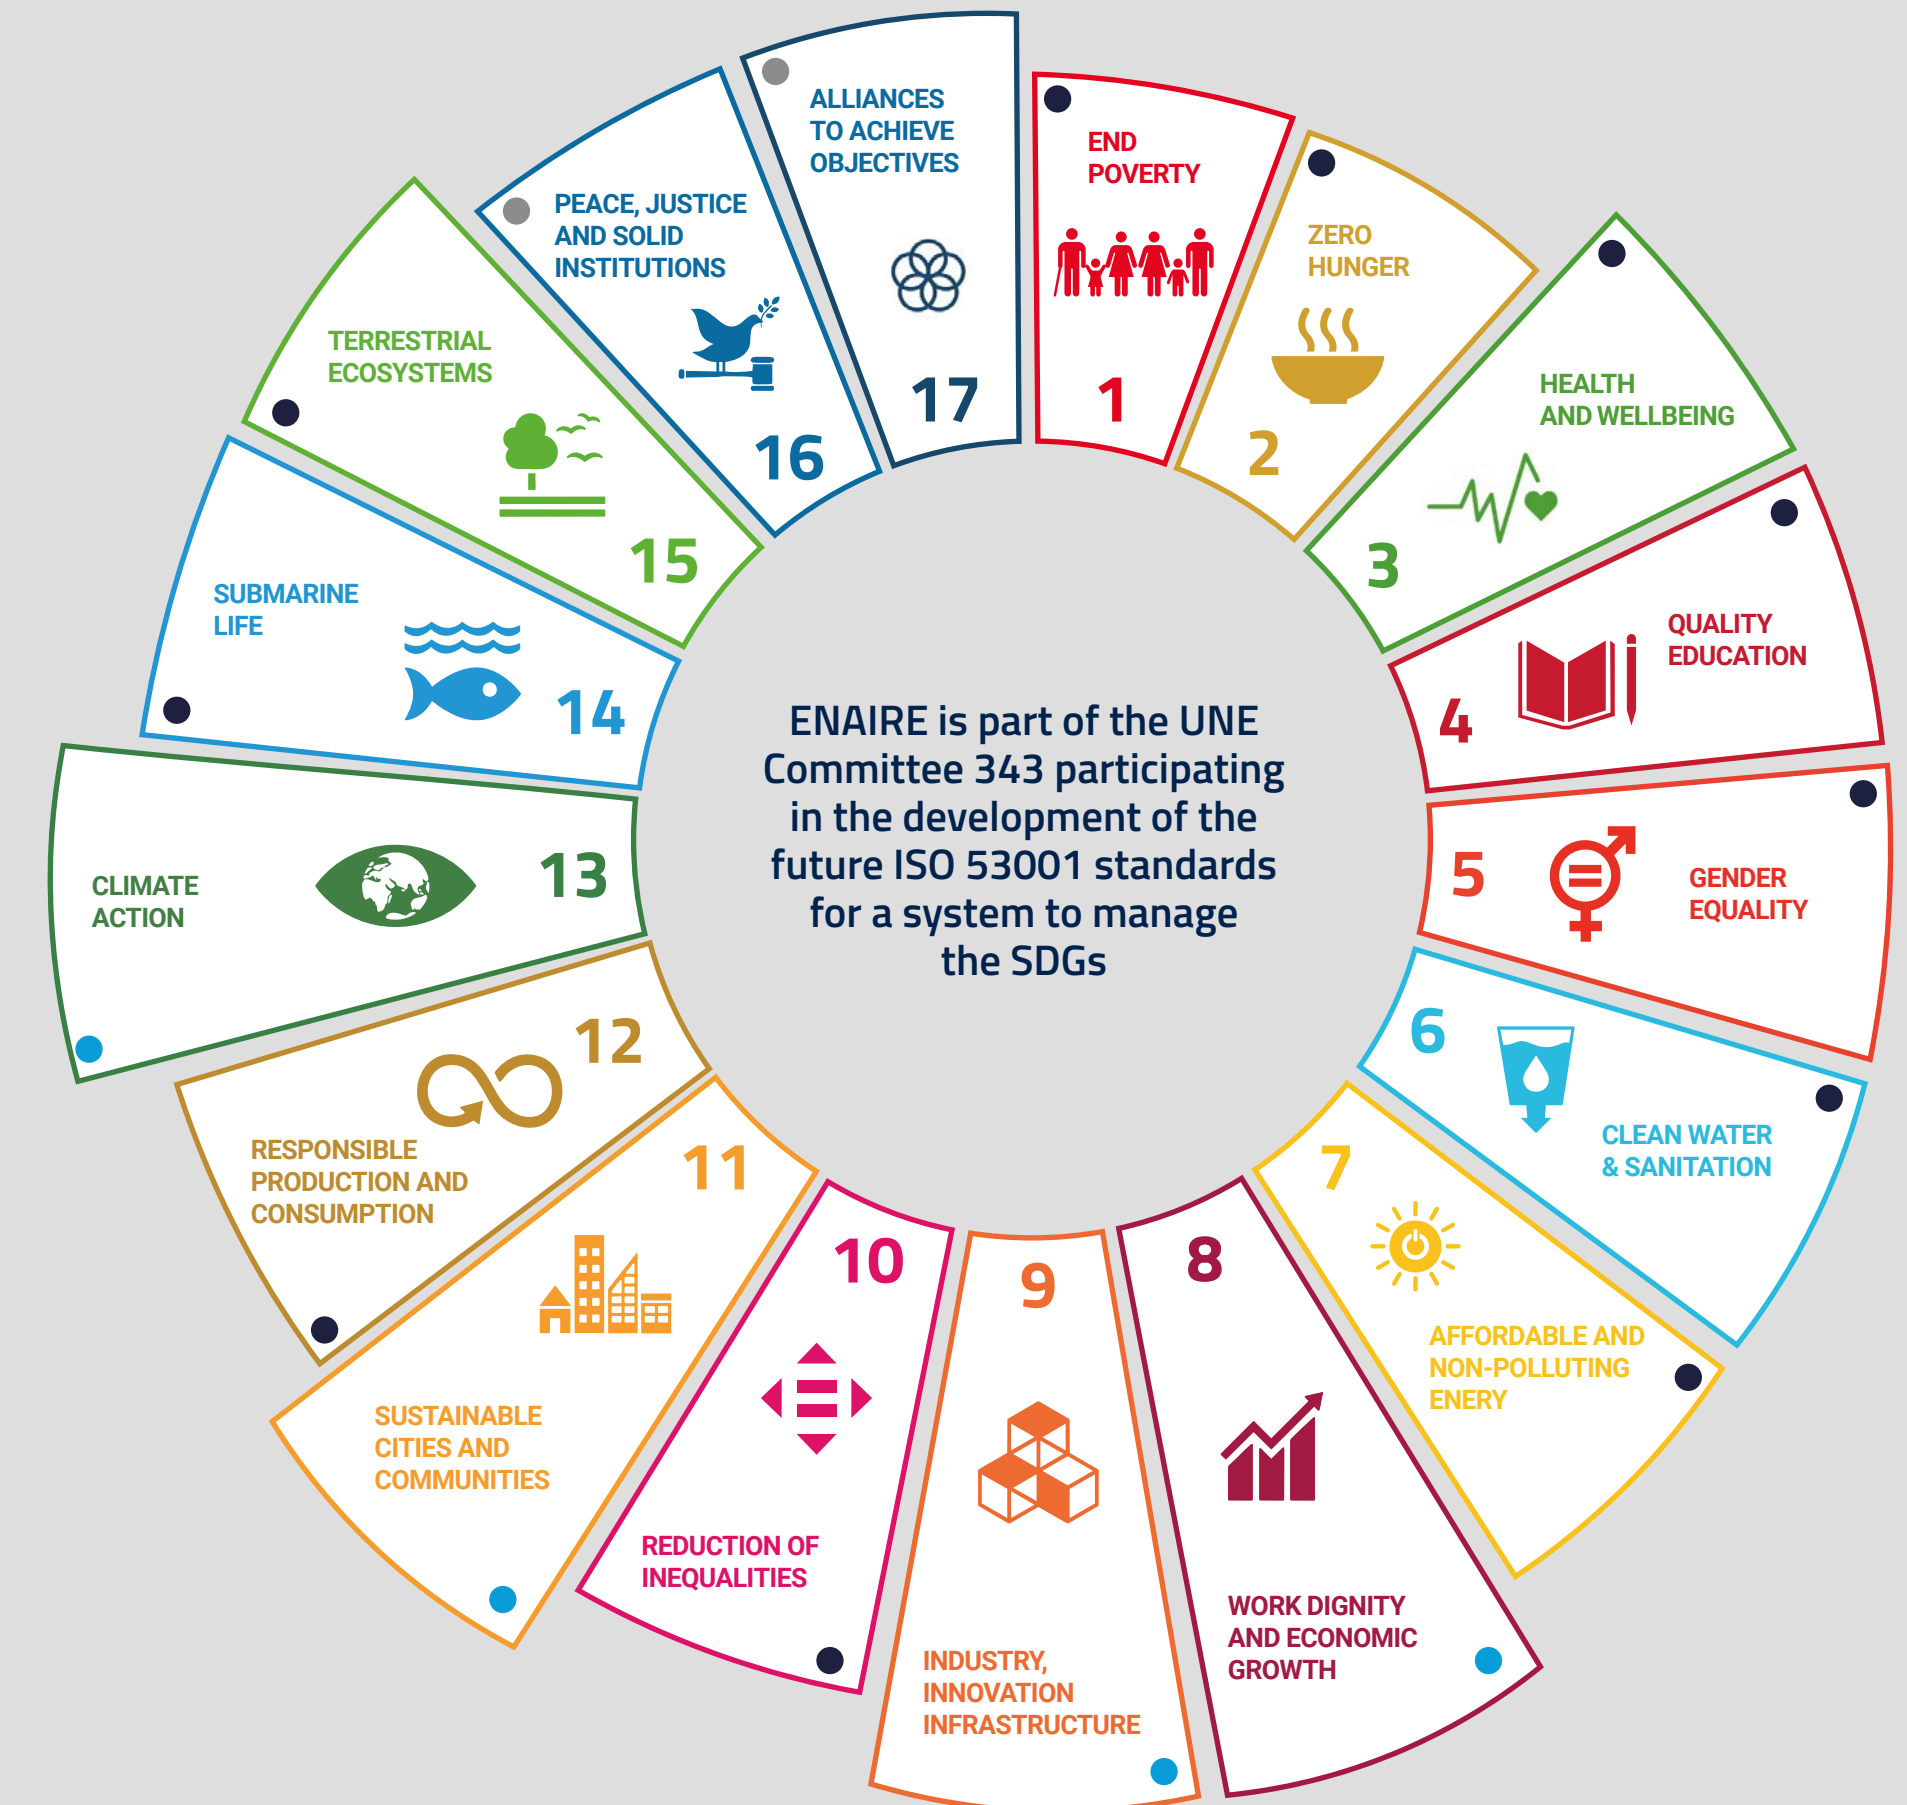 ALLIANCES
TO ACHIEVE
OBJECTIVES
17
END
POVERTY
1
ZERO
HUNGER
2
HEALTH
AND WELLBEING
3
QUALITY
EDUCATION
4
GENDER
EQUALITY
5
6
CLEAN WATER
& SANITATION
7
AFFORDABLE AND
NON-POLLUTING
ENERY
8
WORK DIGNITY
AND ECONOMIC
GROWTH
9
INDUSTRY,
INNOVATION
INFRASTRUCTURE
10
REDUCTION OF
INEQUALITIES
11
SUSTAINABLE
CITIES AND
COMMUNITIES
12
RESPONSIBLE
PRODUCTION AND
CONSUMPTION
13
CLIMATE
ACTION
SUBMARINE
LIFE
14
TERRESTRIAL
ECOSYSTEMS
15
PEACE, JUSTICE
AND SOLID
INSTITUTIONS
16
ENAIRE is part of the UNE
Committee 343 participating
in the development of the
future ISO 53001 standards
for a system to manage
the SDGs